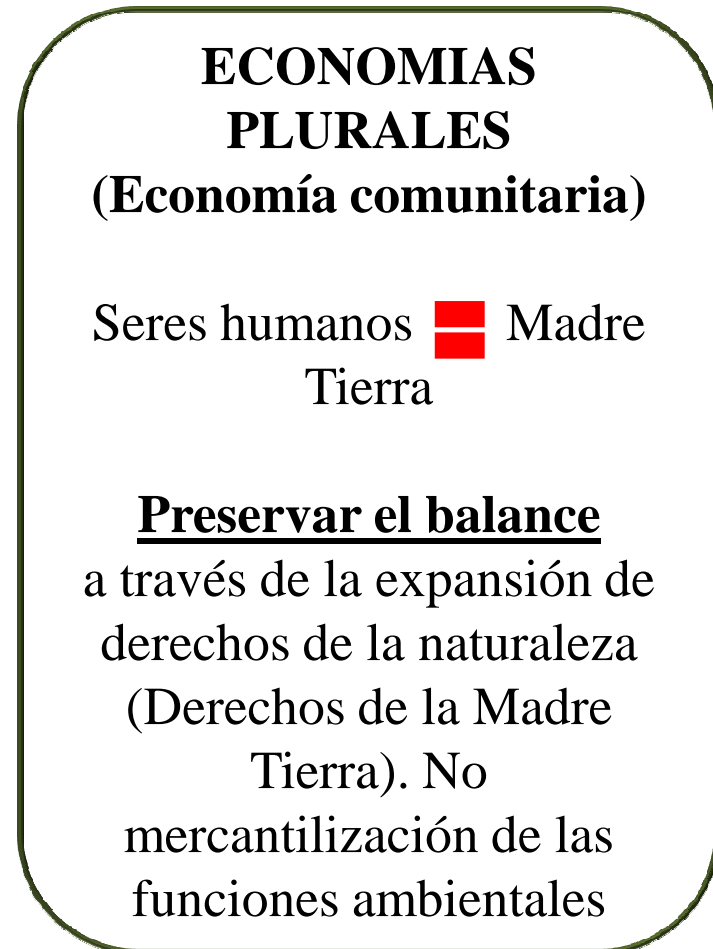 ECONOMIAS
PLURALES
(Economía comunitaria)
Seres humanos = Madre
Tierra
Preservar el balance
a través de la expansión de
derechos de la naturaleza
(Derechos de la Madre
Tierra). No
mercantilización de las
funciones ambientales